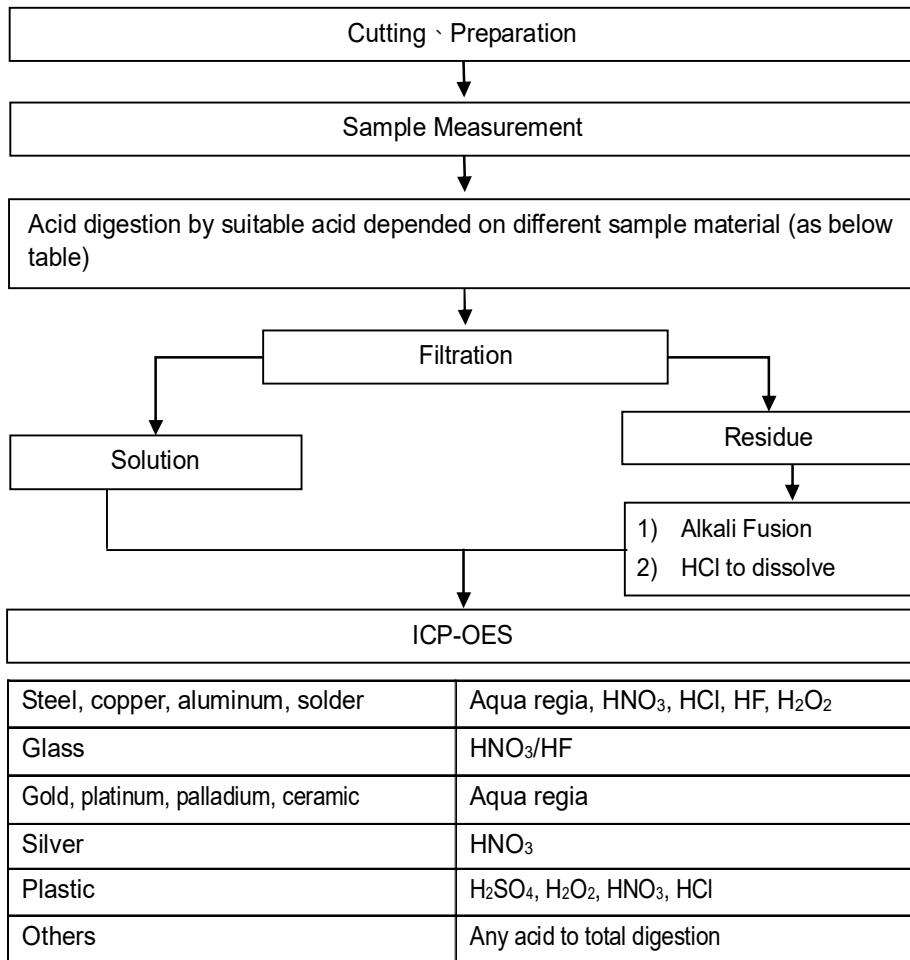 Cutting、Preparation
Sample Measurement
Acid digestion by suitable acid depended on different sample material (as below
table)
Filtration
Solution
Residue
1) Alkali Fusion
2) HCl to dissolve
ICP-OES
Steel, copper, aluminum, solder Aqua regia, HNO₃, HCl, HF, H₂O₂
Glass HNO₃/HF
Gold, platinum, palladium, ceramic Aqua regia
Silver HNO₃
Plastic H₂SO₄, H₂O₂, HNO₃, HCl
Others Any acid to total digestion